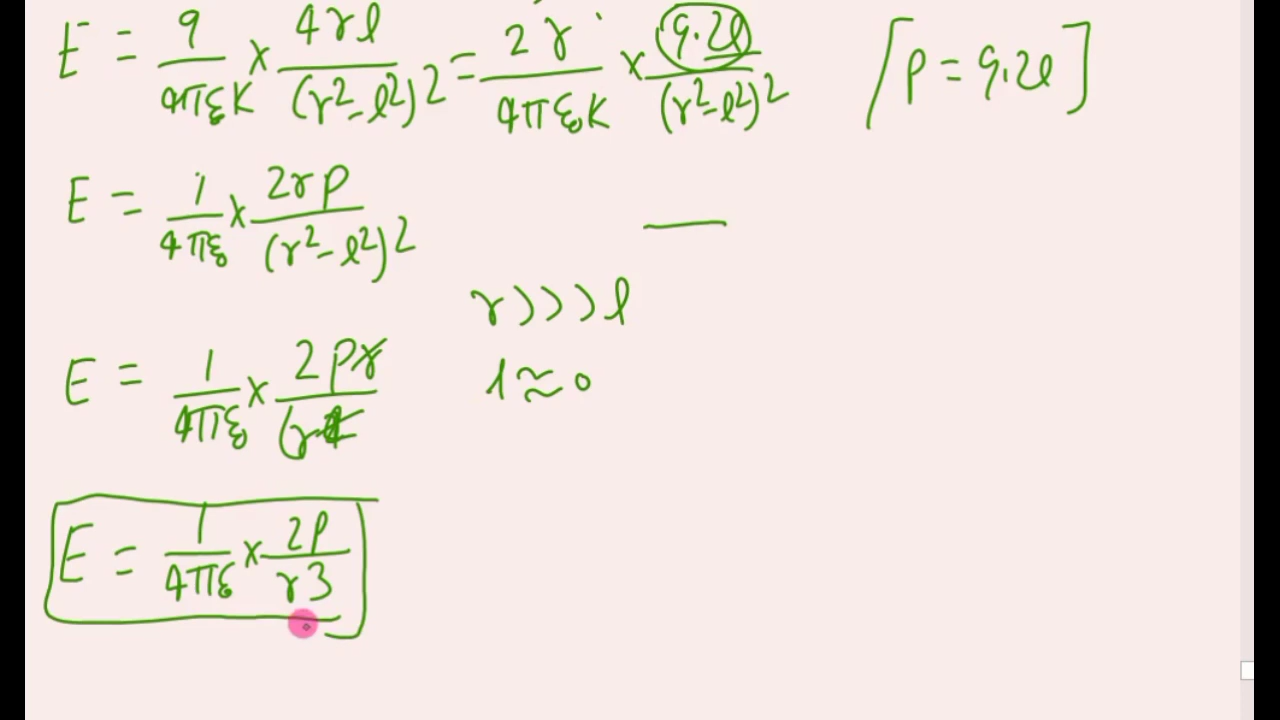 E = q/4πε₀K × 4rl/(r²-l²)² = 2r/4πε₀K × q.2l/(r²-l²)² [p = q.2l]
E = 1/4πε₀ × 2rp/(r²-l²)²
r>>>l
E = 1/4πε₀ × 2pr/(r4
l≈0
E = 1/4πε₀ × 2p/r3